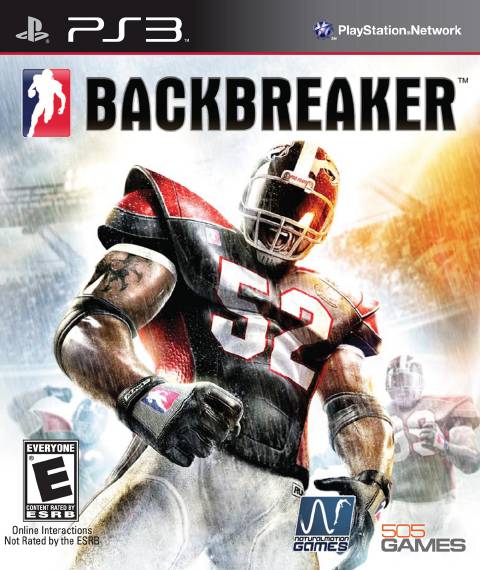 PS3™
PlayStation®Network
BACKBREAKER™
52
EVERYONE
E
®
CONTENT RATED BY
ESRB
Online Interactions
Not Rated by the ESRB
naturalmotion
GAMES
505
GAMES